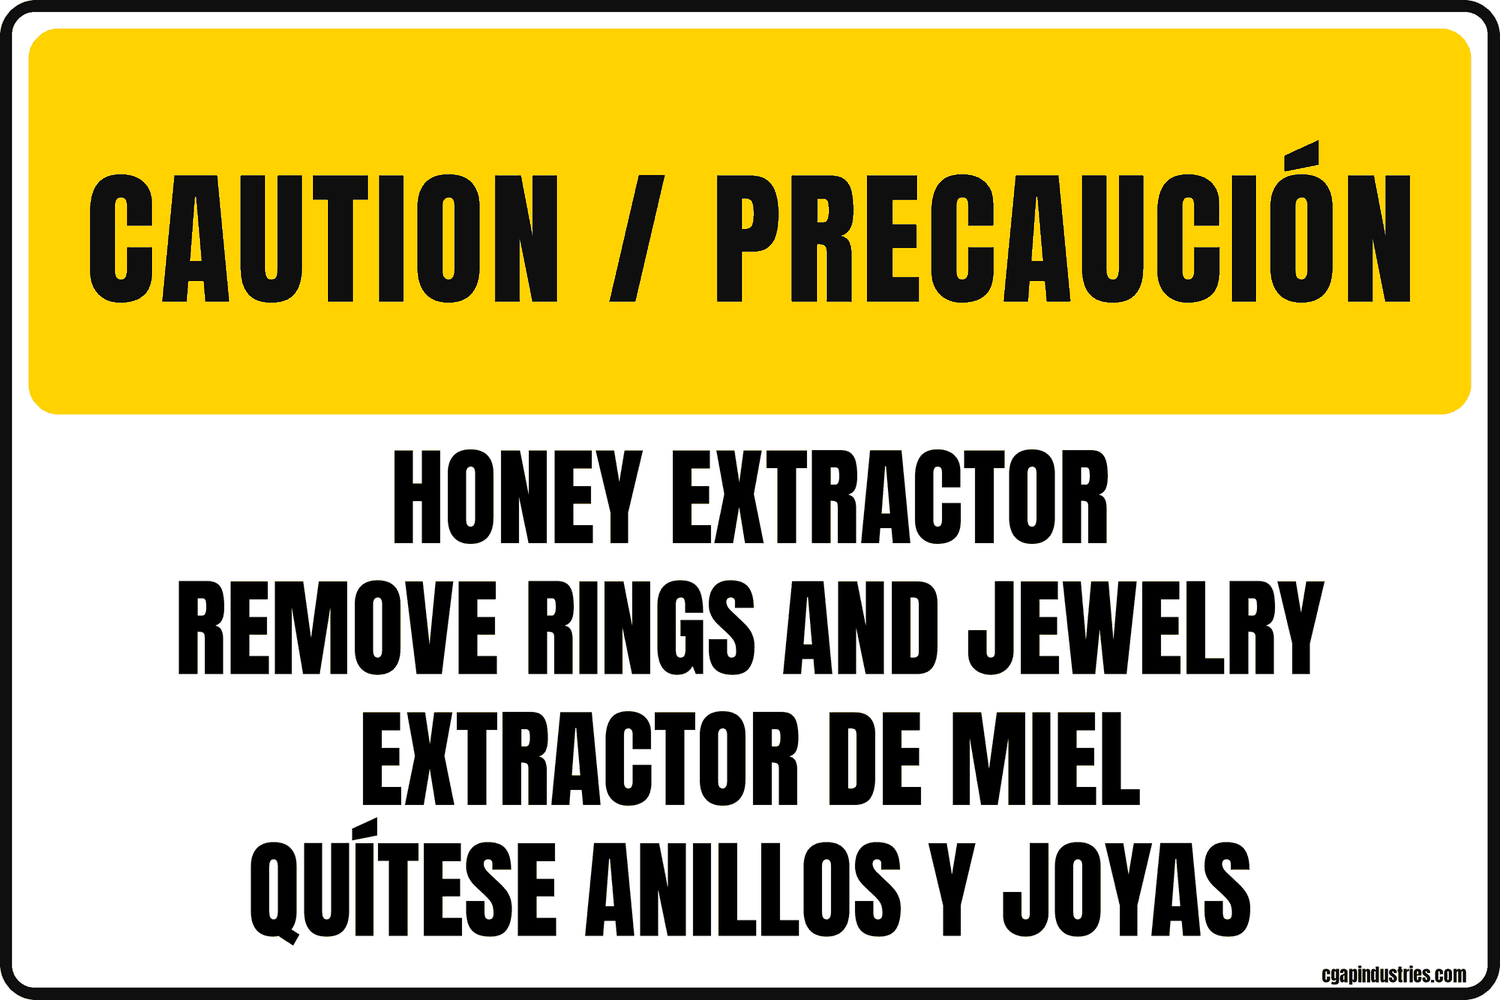 CAUTION / PRECAUCIÓN
HONEY EXTRACTOR
REMOVE RINGS AND JEWELRY
EXTRACTOR DE MIEL
QUÍTESE ANILLOS Y JOYAS
cgapindustries.com